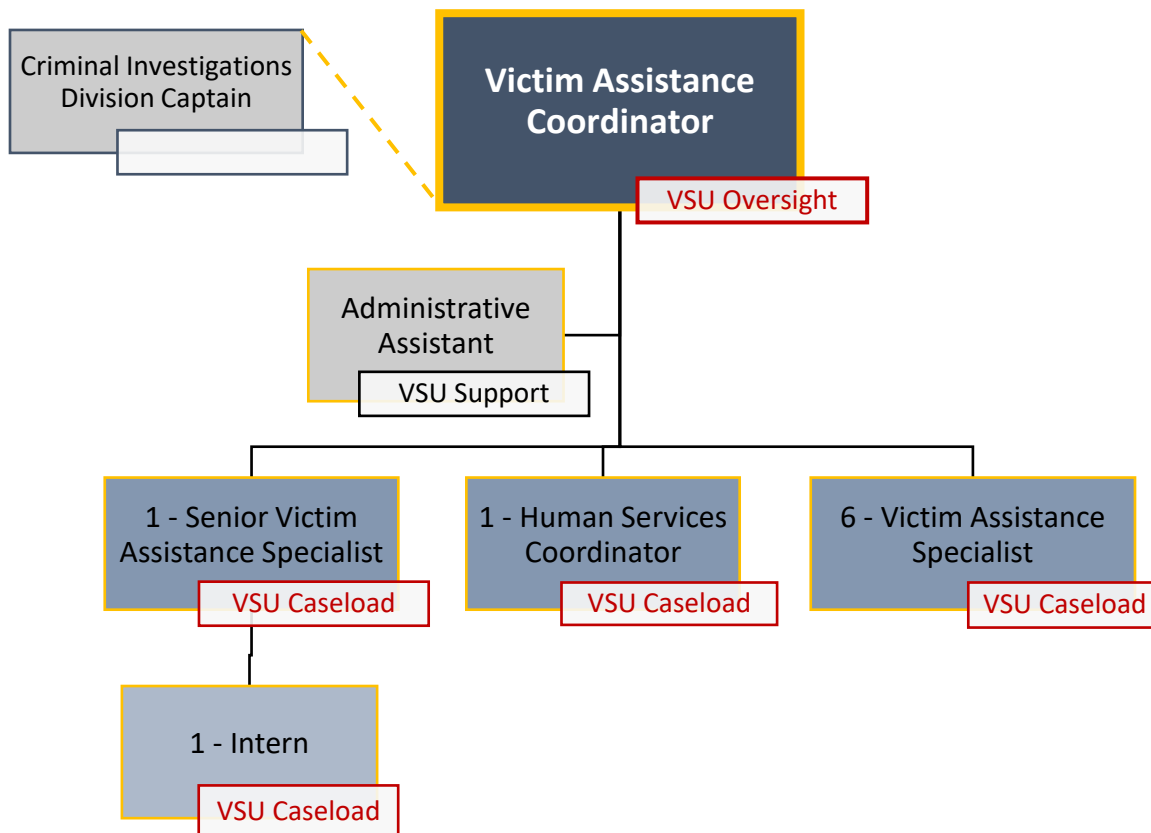 Criminal Investigations
Division Captain
Victim Assistance
Coordinator
VSU Oversight
Administrative
Assistant
VSU Support
1 - Senior Victim
Assistance Specialist
VSU Caseload
1 - Human Services
Coordinator
VSU Caseload
6 - Victim Assistance
Specialist
VSU Caseload
1 - Intern
VSU Caseload